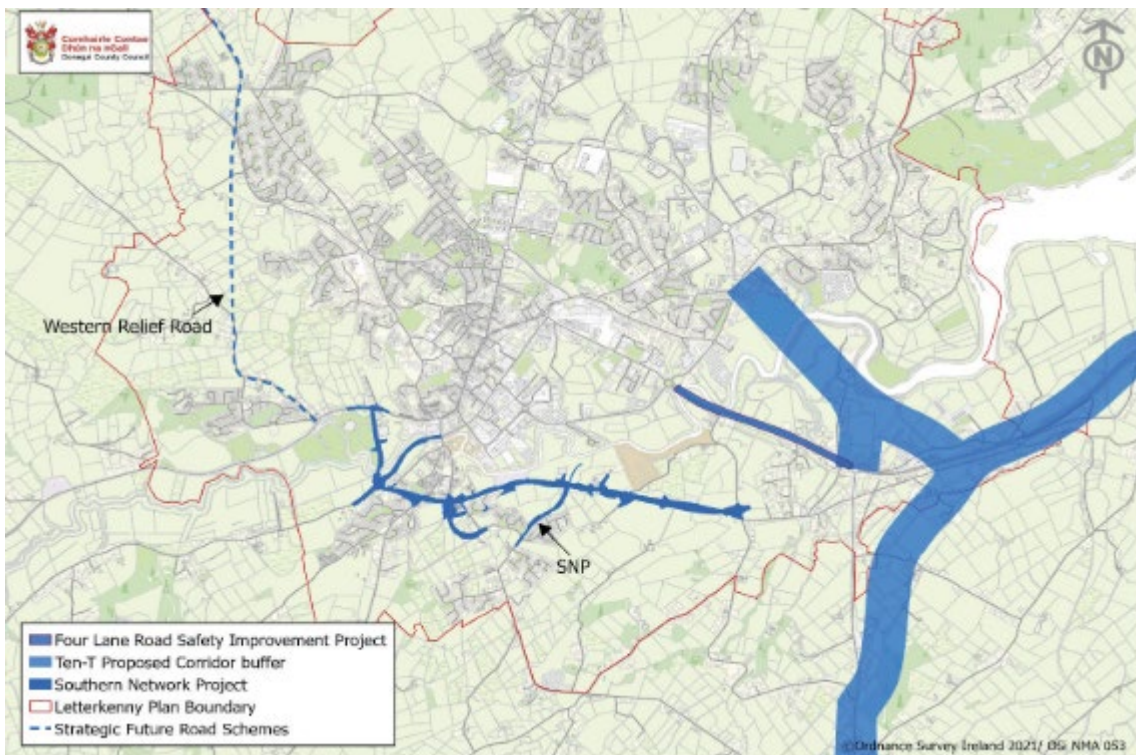 Comhairle Contae
Dhún na nGall
Donegal County Council
N
Western Relief Road
SNP
Four Lane Road Safety Improvement Project
Ten-T Proposed Corridor buffer
Southern Network Project
Letterkenny Plan Boundary
Strategic Future Road Schemes
©Ordnance Survey Ireland 2021/ OSi NMA 053